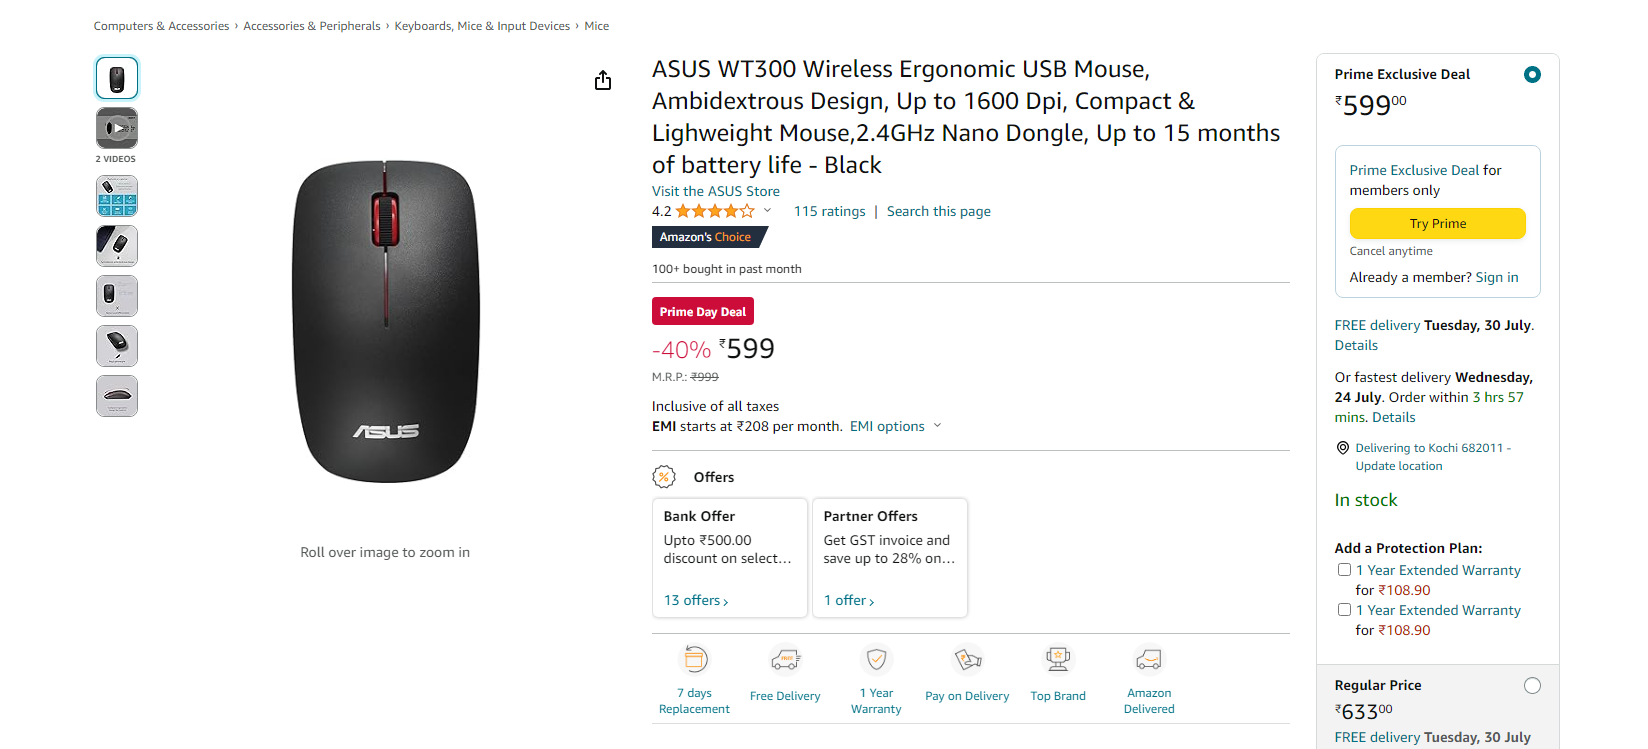 Computers & Accessories › Accessories & Peripherals › Keyboards, Mice & Input Devices › Mice
2 VIDEOS
ASUS
Roll over image to zoom in
ASUS WT300 Wireless Ergonomic USB Mouse,
Ambidextrous Design, Up to 1600 Dpi, Compact &
Lighweight Mouse,2.4GHz Nano Dongle, Up to 15 months
of battery life - Black
Visit the ASUS Store
4.2 115 ratings | Search this page
Amazon's Choice
100+ bought in past month
Prime Day Deal
-40% ₹599
M.R.P.: ₹999
Inclusive of all taxes
EMI starts at ₹208 per month. EMI options
Offers
Bank Offer
Upto ₹500.00
discount on select…
13 offers ›
Partner Offers
Get GST invoice and
save up to 28% on…
1 offer ›
7 days
Replacement
Free Delivery
1 Year
Warranty
Pay on Delivery
Top Brand
Amazon
Delivered
Prime Exclusive Deal
₹59900
Prime Exclusive Deal for
members only
Try Prime
Cancel anytime
Already a member? Sign in
FREE delivery Tuesday, 30 July.
Details
Or fastest delivery Wednesday,
24 July. Order within 3 hrs 57
mins. Details
Delivering to Kochi 682011 -
Update location
In stock
Add a Protection Plan:
1 Year Extended Warranty
for ₹108.90
1 Year Extended Warranty
for ₹108.90
Regular Price
₹63300
FREE delivery Tuesday, 30 July